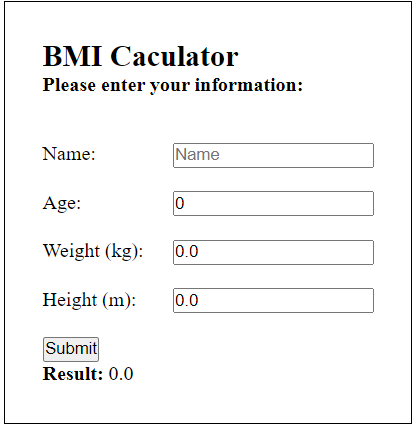 BMI Caculator
Please enter your information:
Name: Name
Age: 0
Weight (kg): 0.0
Height (m): 0.0
Submit
Result: 0.0